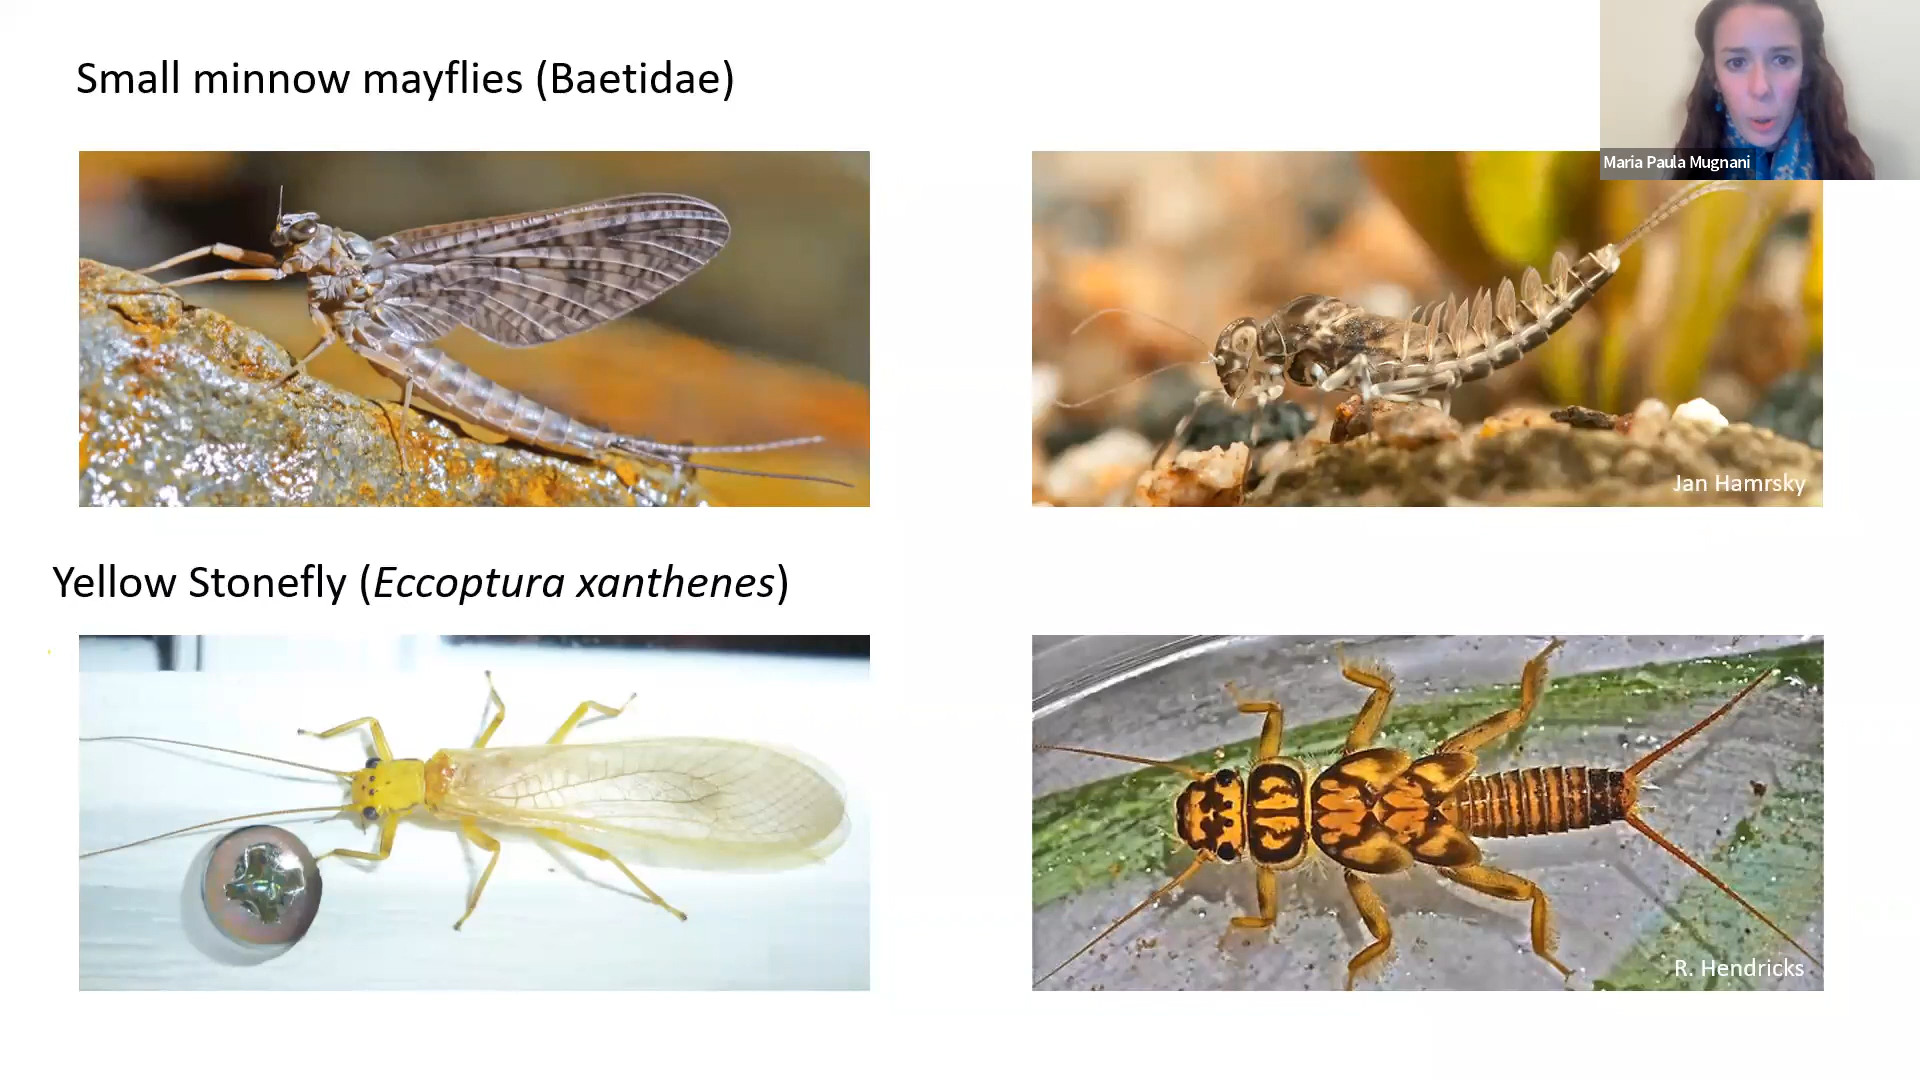 Small minnow mayflies (Baetidae)
Maria Paula Mugnani
Jan Hamrsky
Yellow Stonefly (Eccoptura xanthenes)
R. Hendricks